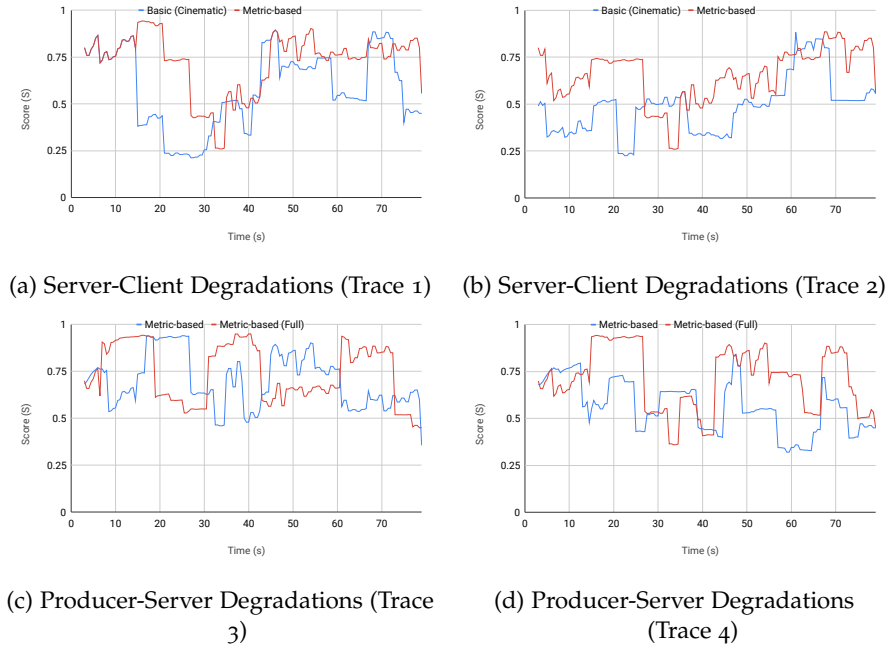 Basic (Cinematic) Metric-based
1
0.75
0.5
0.25
0
Score (S)
0 10 20 30 40 50 60 70
Time (s)
(a) Server-Client Degradations (Trace 1)
Basic (Cinematic) Metric-based
1
0.75
0.5
0.25
0
Score (S)
0 10 20 30 40 50 60 70
Time (s)
(b) Server-Client Degradations (Trace 2)
Metric-based Metric-based (Full)
1
0.75
0.5
0.25
0
Score (S)
0 10 20 30 40 50 60 70
Time (s)
(c) Producer-Server Degradations (Trace
3)
Metric-based Metric-based (Full)
1
0.75
0.5
0.25
0
Score (S)
0 10 20 30 40 50 60 70
Time (s)
(d) Producer-Server Degradations
(Trace 4)